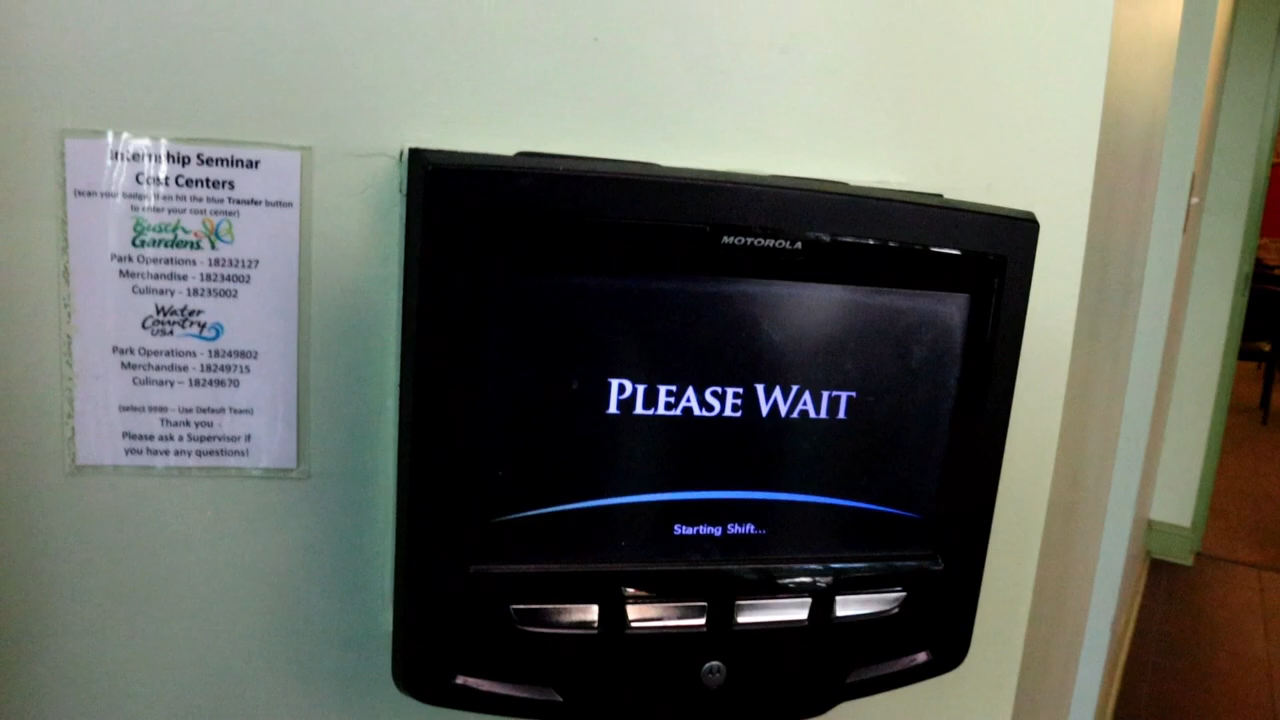 Internship Seminar
Cost Centers
(scan your badge, then hit the blue Transfer button
to enter your cost center)
Busch
Gardens
Park Operations - 18232127
Merchandise - 18234002
Culinary - 18235002
Water
Country
USA
Park Operations - 18249802
Merchandise - 18249715
Culinary – 18249670
(select 9999 – Use Default Team)
Thank you
Please ask a Supervisor if
you have any questions!
MOTOROLA
PLEASE WAIT
Starting Shift...